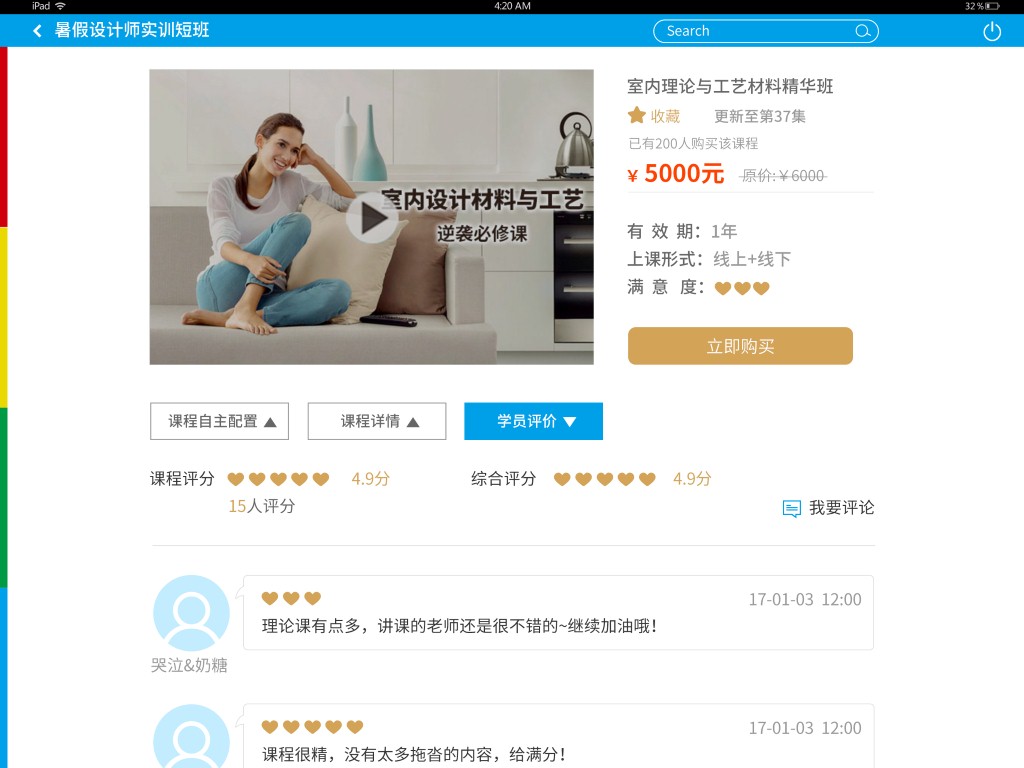 iPad 4:20 AM 32%
暑假设计师实训短班 Search
室内理论与工艺材料精华班
收藏 更新至第37集
已有200人购买该课程
¥ 5000元 原价:¥6000
室内设计材料与工艺
逆袭必修课
有 效 期：1年
上课形式：线上+线下
满 意 度：
立即购买
课程自主配置 课程详情 学员评价
课程评分 4.9分 综合评分 4.9分
15人评分
我要评论
17-01-03 12:00
理论课有点多，讲课的老师还是很不错的~继续加油哦！
哭泣&奶糖
17-01-03 12:00
课程很精，没有太多拖沓的内容，给满分！